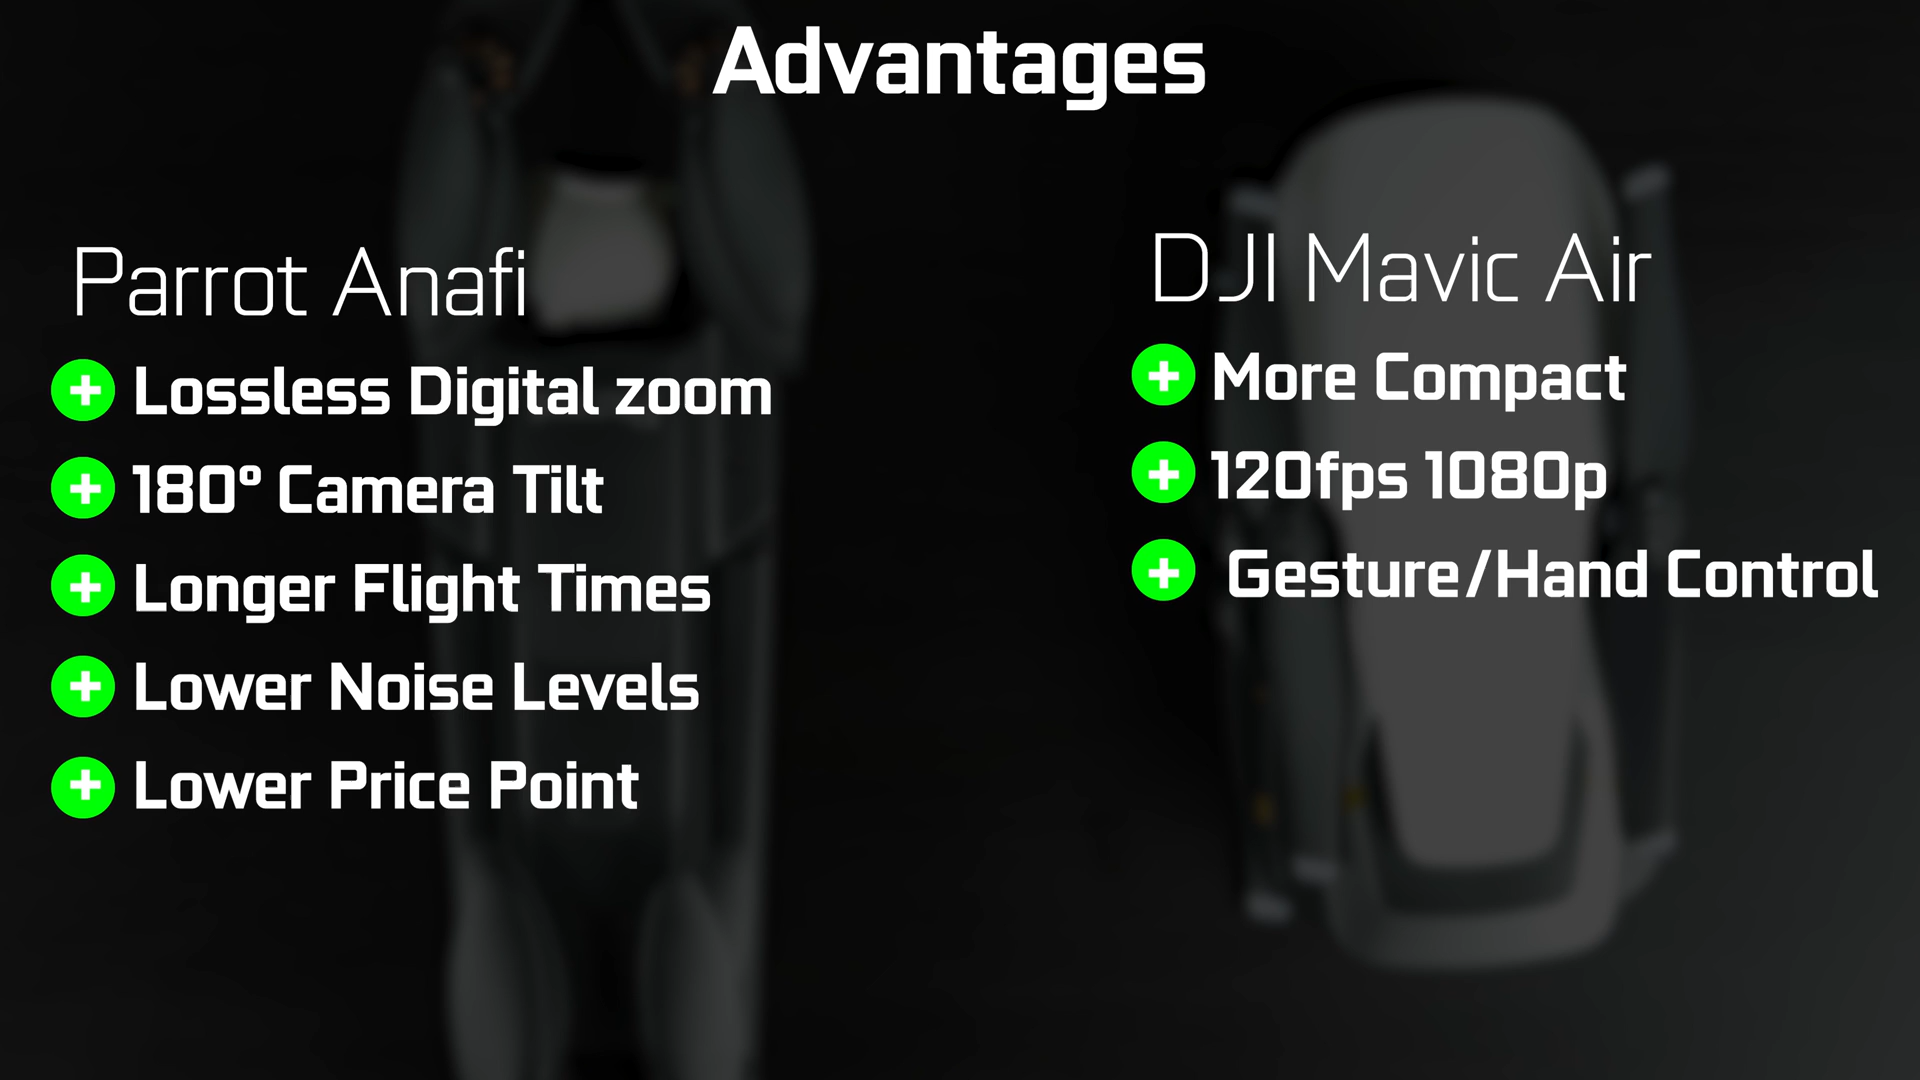 Advantages
Parrot Anafi
Lossless Digital zoom
180º Camera Tilt
Longer Flight Times
Lower Noise Levels
Lower Price Point
DJI Mavic Air
More Compact
120fps 1080p
Gesture/Hand Control